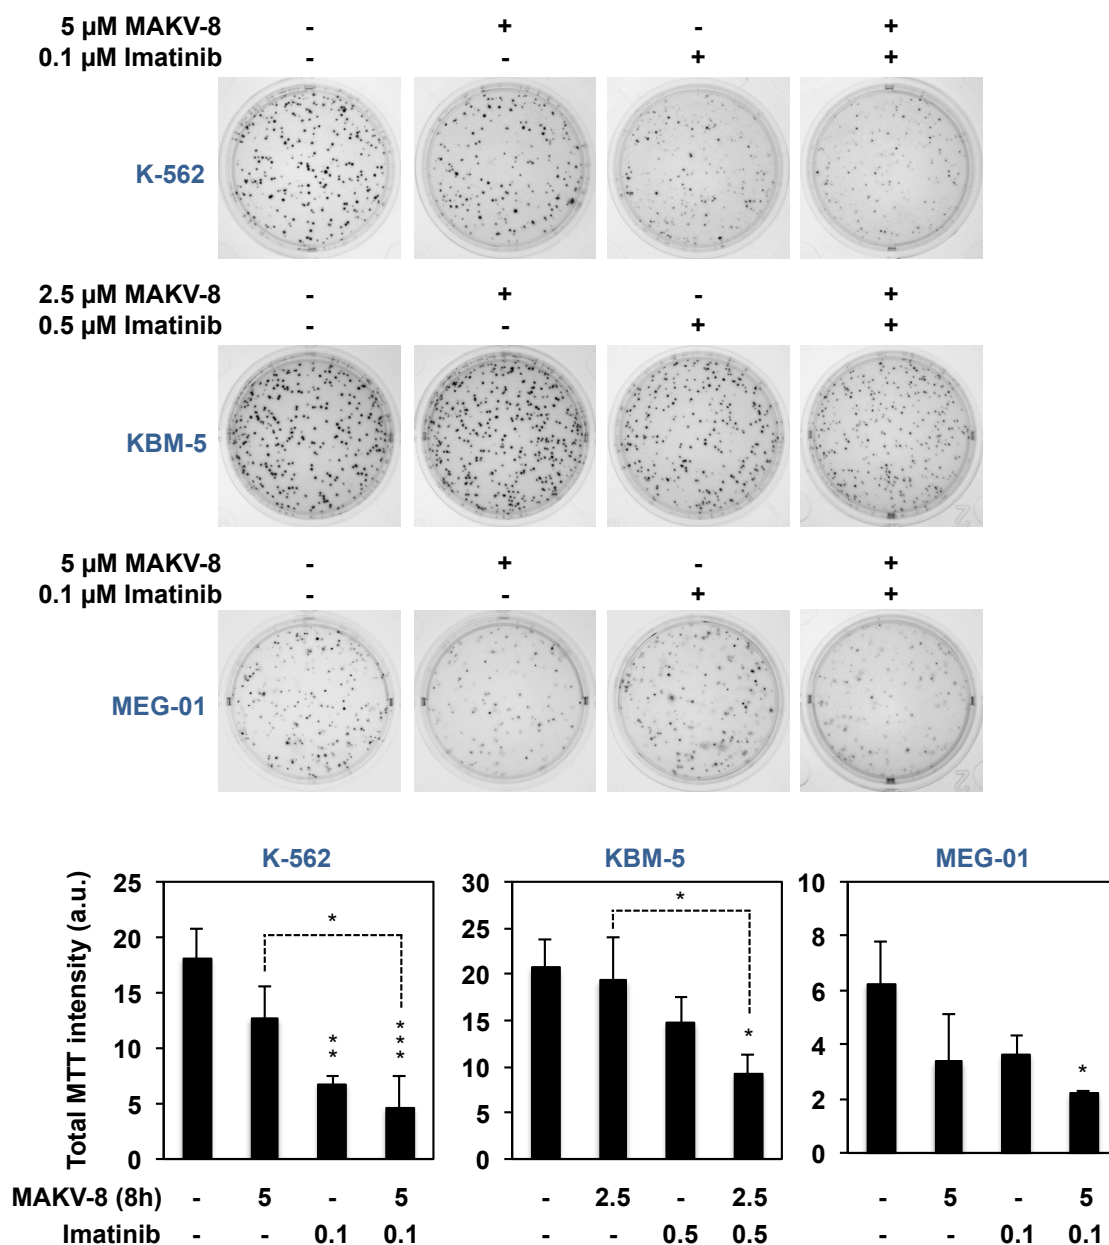 5 µM MAKV-8 - + - +
0.1 µM Imatinib - - + +
K-562
2.5 µM MAKV-8 - + - +
0.5 µM Imatinib - - + +
KBM-5
5 µM MAKV-8 - + - +
0.1 µM Imatinib - - + +
MEG-01
K-562 KBM-5 MEG-01
Total MTT intensity (a.u.)
25
20
15
10
5
0
*
**
***
30
25
20
15
10
5
0
*
*
10
8
6
4
2
0
*
MAKV-8 (8h) - 5 - 5 - 2.5 - 2.5 - 5 - 5
Imatinib - - 0.1 0.1 - - 0.5 0.5 - - 0.1 0.1